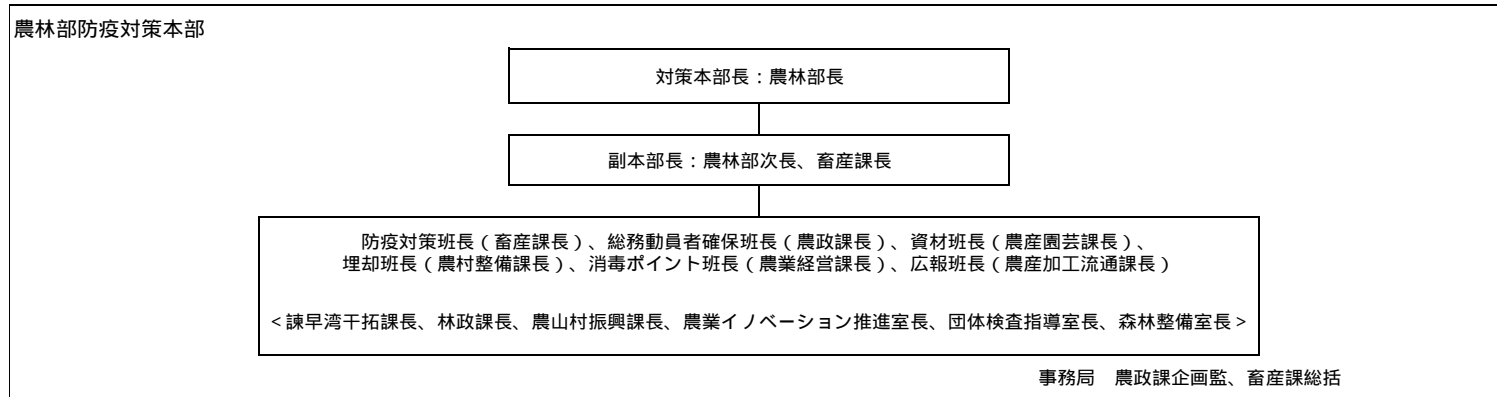 農林部防疫対策本部
対策本部長：農林部長
副本部長：農林部次長、畜産課長
防疫対策班長（畜産課長）、総務動員者確保班長（農政課長）、資材班長（農産園芸課長）、
埋却班長（農村整備課長）、消毒ポイント班長（農業経営課長）、広報班長（農産加工流通課長）
＜諫早湾干拓課長、林政課長、農山村振興課長、農業イノベーション推進室長、団体検査指導室長、森林整備室長＞
事務局　農政課企画監、畜産課総括